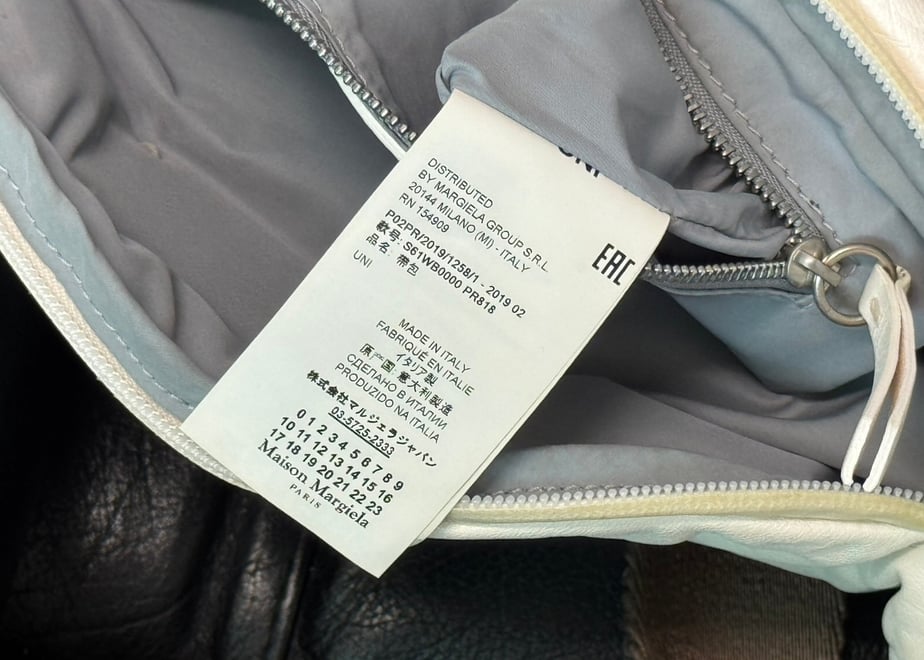 DISTRIBUTED
BY MARGIELA GROUP S.R.L.
20144 MILANO (MI) - ITALY
RN 154909
EAC
P02PR/2019/1258/1 - 2019 02
款号: S61WB0000 PR818
品名: 带包
UNI
MADE IN ITALY
FABRIQUÉ EN ITALIE
イタリア製
意大利製造
СДЕЛАНО В ИТАЛИИ
PRODUZIDO NA ITALIA
株式会社マルジェラジャパン
03-5725-2333
0 1 2 3 4 5 6 7 8 9
10 11 12 13 14 15 16
17 18 19 20 21 22 23
Maison Margiela
PARIS